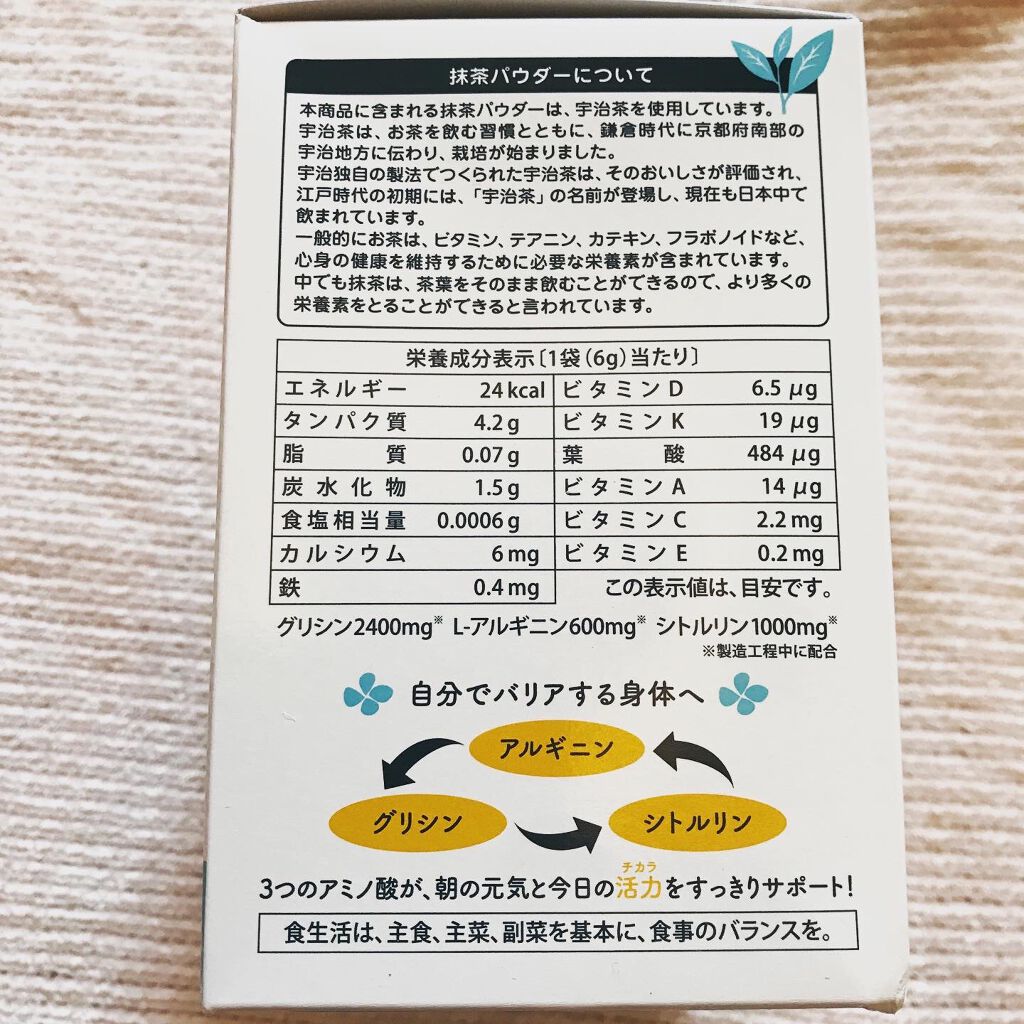 抹茶パウダーについて
本商品に含まれる抹茶パウダーは、宇治茶を使用しています。
宇治茶は、お茶を飲む習慣とともに、鎌倉時代に京都府南部の
宇治地方に伝わり、栽培が始まりました。
宇治独自の製法でつくられた宇治茶は、そのおいしさが評価され、
江戸時代の初期には、「宇治茶」の名前が登場し、現在も日本中で
飲まれています。
一般的にお茶は、ビタミン、テアニン、カテキン、フラボノイドなど、
心身の健康を維持するために必要な栄養素が含まれています。
中でも抹茶は、茶葉をそのまま飲むことができるので、より多くの
栄養素をとることができると言われています。
栄養成分表示〔1袋(6g)当たり〕
エネルギー 24kcal ビタミンD 6.5μg
タンパク質 4.2g ビタミンK 19μg
脂質 0.07g 葉酸 484μg
炭水化物 1.5g ビタミンA 14μg
食塩相当量 0.0006g ビタミンC 2.2mg
カルシウム 6mg ビタミンE 0.2mg
鉄 0.4mg この表示値は、目安です。
グリシン2400mg※ L-アルギニン600mg※ シトルリン1000mg※
※製造工程中に配合
自分でバリアする身体へ
アルギニン
グリシン シトルリン
チカラ
3つのアミノ酸が、朝の元気と今日の活力をすっきりサポート!
食生活は、主食、主菜、副菜を基本に、食事のバランスを。